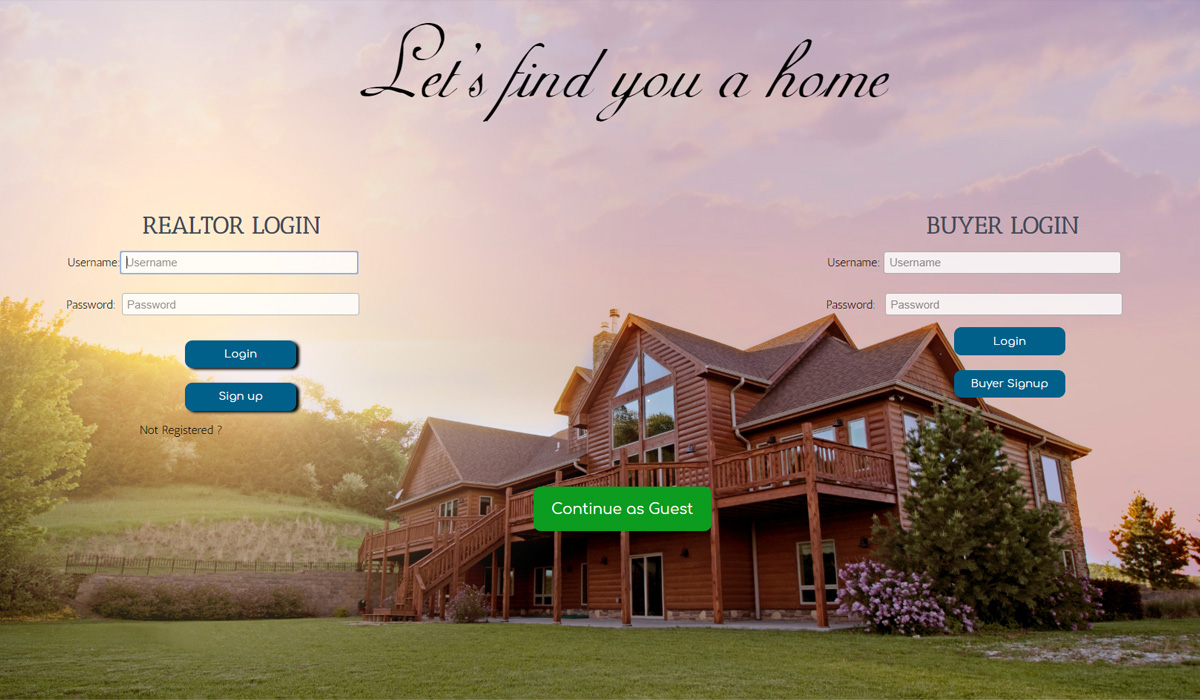 Let's find you a home
REALTOR LOGIN
Username: Username
Password: Password
Login
Sign up
Not Registered ?
BUYER LOGIN
Username: Username
Password: Password
Login
Buyer Signup
Continue as Guest